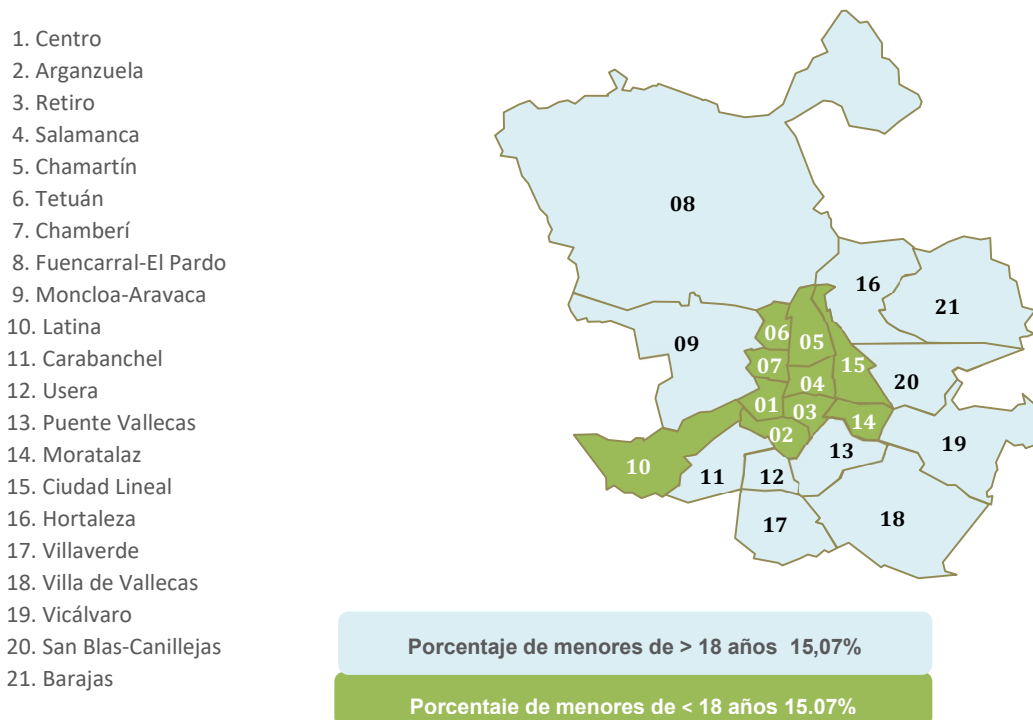 1. Centro
2. Arganzuela
3. Retiro
4. Salamanca
5. Chamartín
6. Tetuán
7. Chamberí
8. Fuencarral-El Pardo
9. Moncloa-Aravaca
10. Latina
11. Carabanchel
12. Usera
13. Puente Vallecas
14. Moratalaz
15. Ciudad Lineal
16. Hortaleza
17. Villaverde
18. Villa de Vallecas
19. Vicálvaro
20. San Blas-Canillejas
21. Barajas
08
16
21
06
05
09
07
15
04
20
01
03
14
02
13
19
10
11
12
17
18
Porcentaje de menores de > 18 años 15,07%
Porcentaje de menores de < 18 años 15.07%